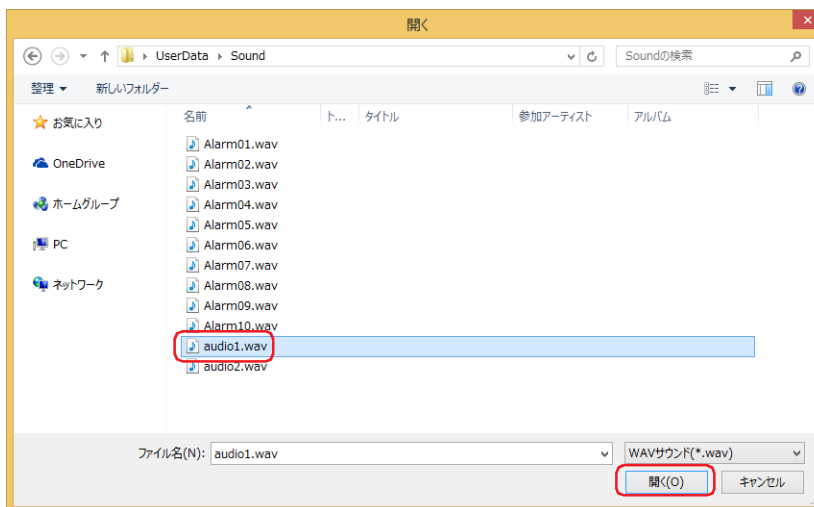 開く
UserData Sound
Soundの検索
整理 新しいフォルダー
名前 ト... タイトル 参加アーティスト アルバム
お気に入り
OneDrive
ホームグループ
PC
ネットワーク
Alarm01.wav
Alarm02.wav
Alarm03.wav
Alarm04.wav
Alarm05.wav
Alarm06.wav
Alarm07.wav
Alarm08.wav
Alarm09.wav
Alarm10.wav
audio1.wav
audio2.wav
ファイル名(N): audio1.wav
WAVサウンド(*.wav)
開く(O) キャンセル